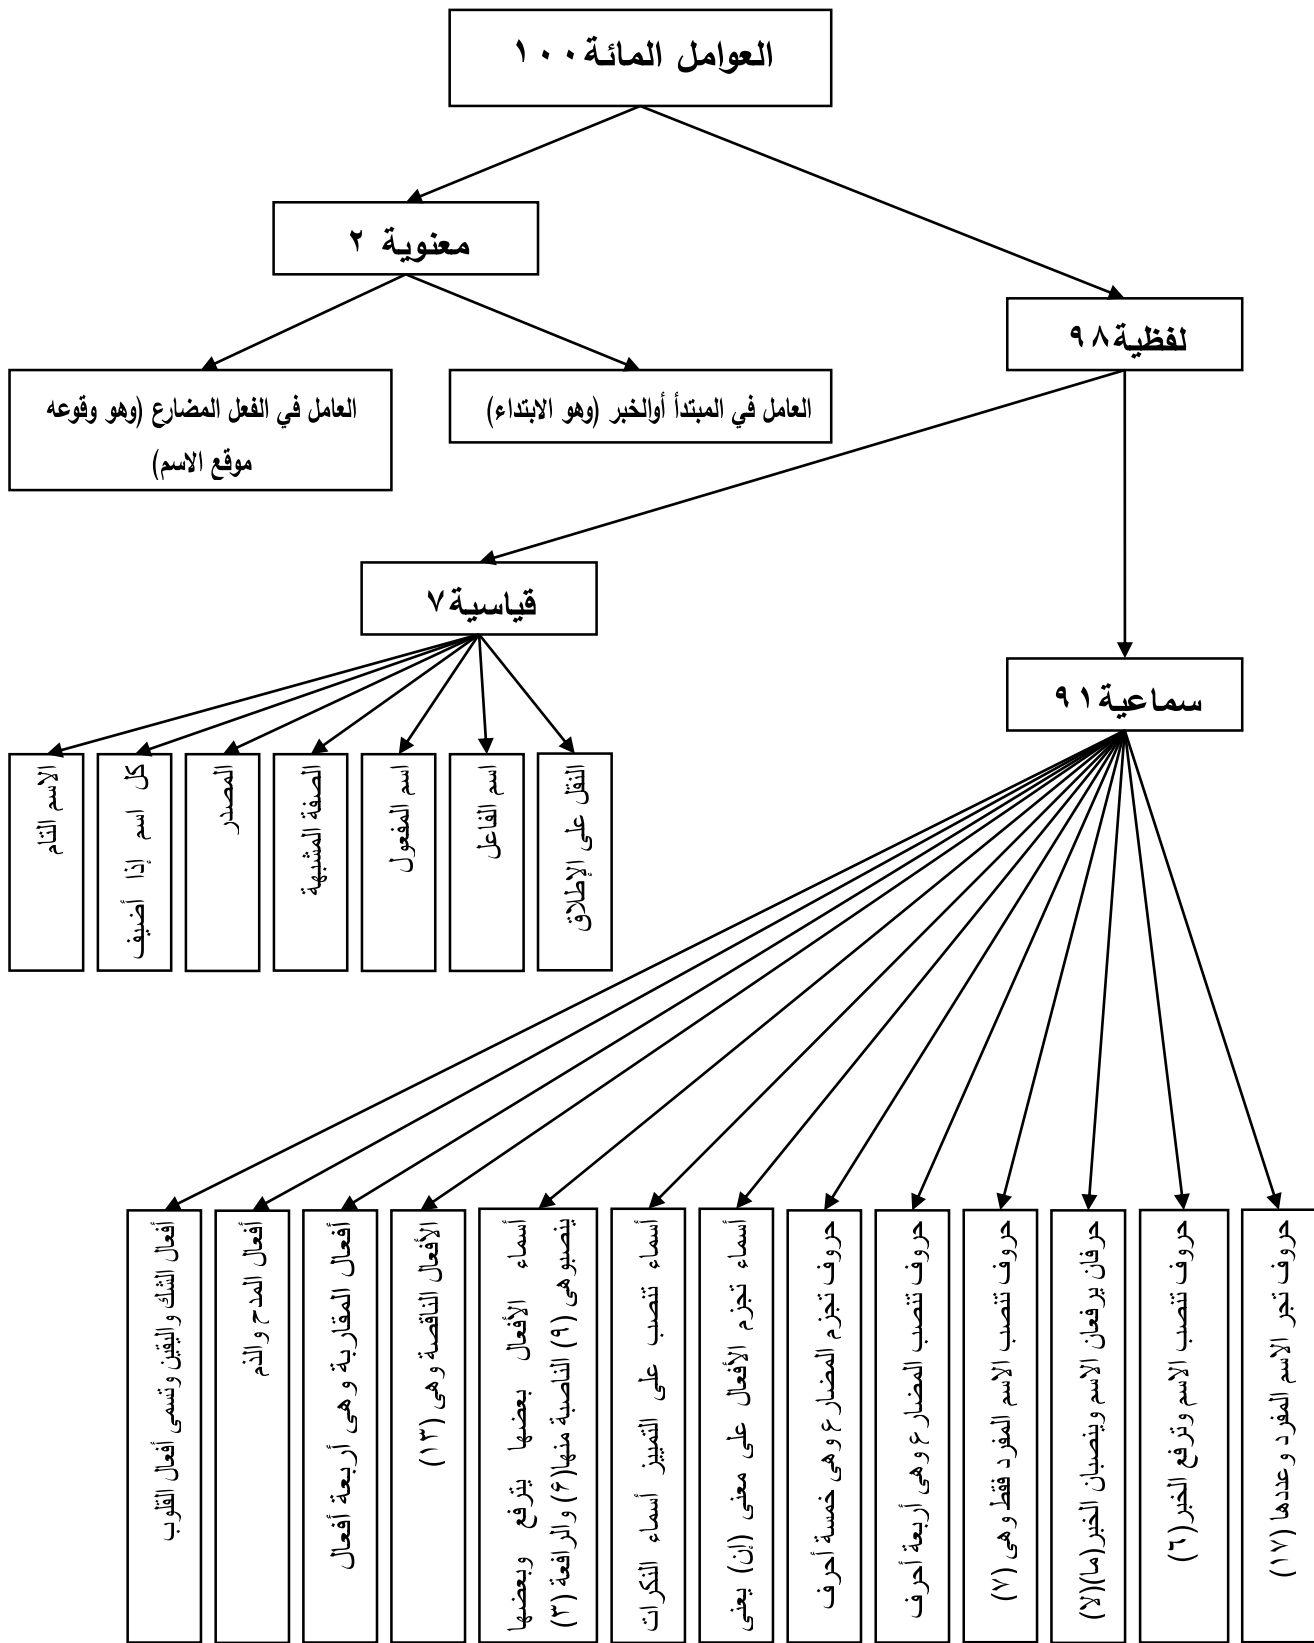 العوامل المائة ١٠٠
معنوية ٢
لفظية ٩٨
العامل في المبتدأ أوالخبر (وهو الابتداء)
العامل في الفعل المضارع (وهو وقوعه
موقع الاسم)
قياسية ٧
سماعية ٩١
النقل على الإطلاق
اسم الفاعل
اسم المفعول
الصفة المشبهة
المصدر
كل اسم إذا أضيف
الاسم التام
حروف تجر الاسم المفرد وعددها (١٧)
حروف تنصب الاسم وترفع الخبر (٦)
حرفان يرفعان الاسم وينصبان الخبر(ما)(لا)
حروف تنصب الاسم المفرد فقط وهى (٧)
حروف تنصب المضارع وهى أربعة أحرف
حروف تجزم المضارع وهى خمسة أحرف
أسماء تجزم الأفعال على معنى (إن) يعنى
أسماء تنصب على التمييز أسماء النكرات
أسماء الأفعال بعضها يترفع وبعضها
ينصبوهى (٩) الناصبة منها(٦) والرافعة (٣)
الأفعال الناقصة وهى (١٣)
أفعال المقاربة وهى أربعة أفعال
أفعال المدح والذم
أفعال الشك واليقين وتسمى أفعال القلوب